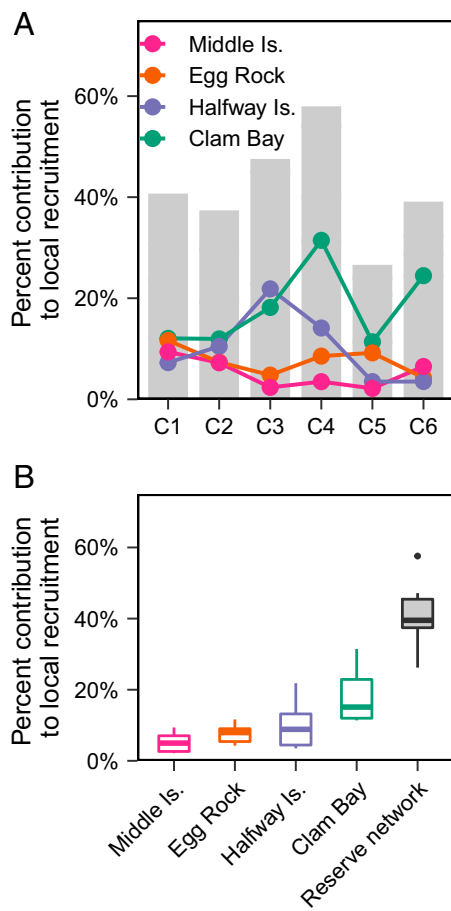 A
Middle Is.
Egg Rock
Halfway Is.
Clam Bay
Percent contribution
to local recruitment
60%
40%
20%
0%
C1 C2 C3 C4 C5 C6
B
Percent contribution
to local recruitment
60%
40%
20%
0%
Middle Is.
Egg Rock
Halfway Is.
Clam Bay
Reserve network